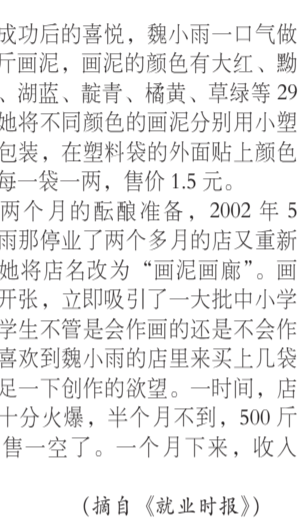 成功后的喜悦，魏小雨一口气做
斤画泥，画泥的颜色有大红、黝
、湖蓝、靛青、橘黄、草绿等 29
她将不同颜色的画泥分别用小塑
包装，在塑料袋的外面贴上颜色
每一袋一两，售价 1.5 元。
两个月的酝酿准备，2002 年 5
雨那停业了两个多月的店又重新
她将店名改为“画泥画廊”。画
开张，立即吸引了一大批中小学
学生不管是会作画的还是不会作
喜欢到魏小雨的店里来买上几袋
足一下创作的欲望。一时间，店
十分火爆，半个月不到，500 斤
售一空了。一个月下来，收入
（摘自《就业时报》）